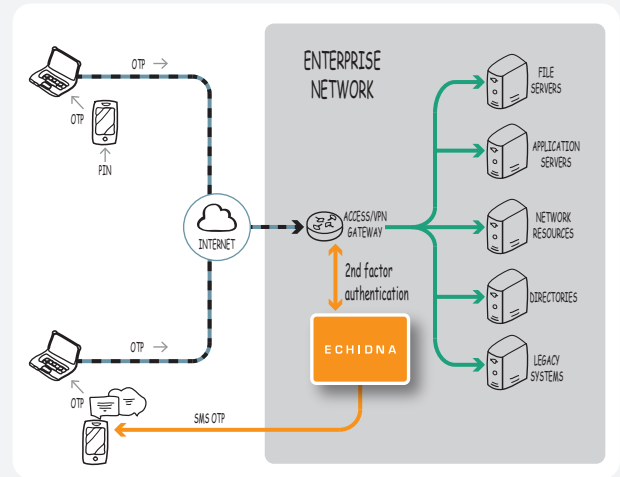 OTP →
OTP
PIN
INTERNET
OTP →
OTP
SMS OTP
ENTERPRISE
NETWORK
ACCESS/VPN
GATEWAY
2nd factor
authentication
ECHIDNA
FILE
SERVERS
APPLICATION
SERVERS
NETWORK
RESOURCES
DIRECTORIES
LEGACY
SYSTEMS